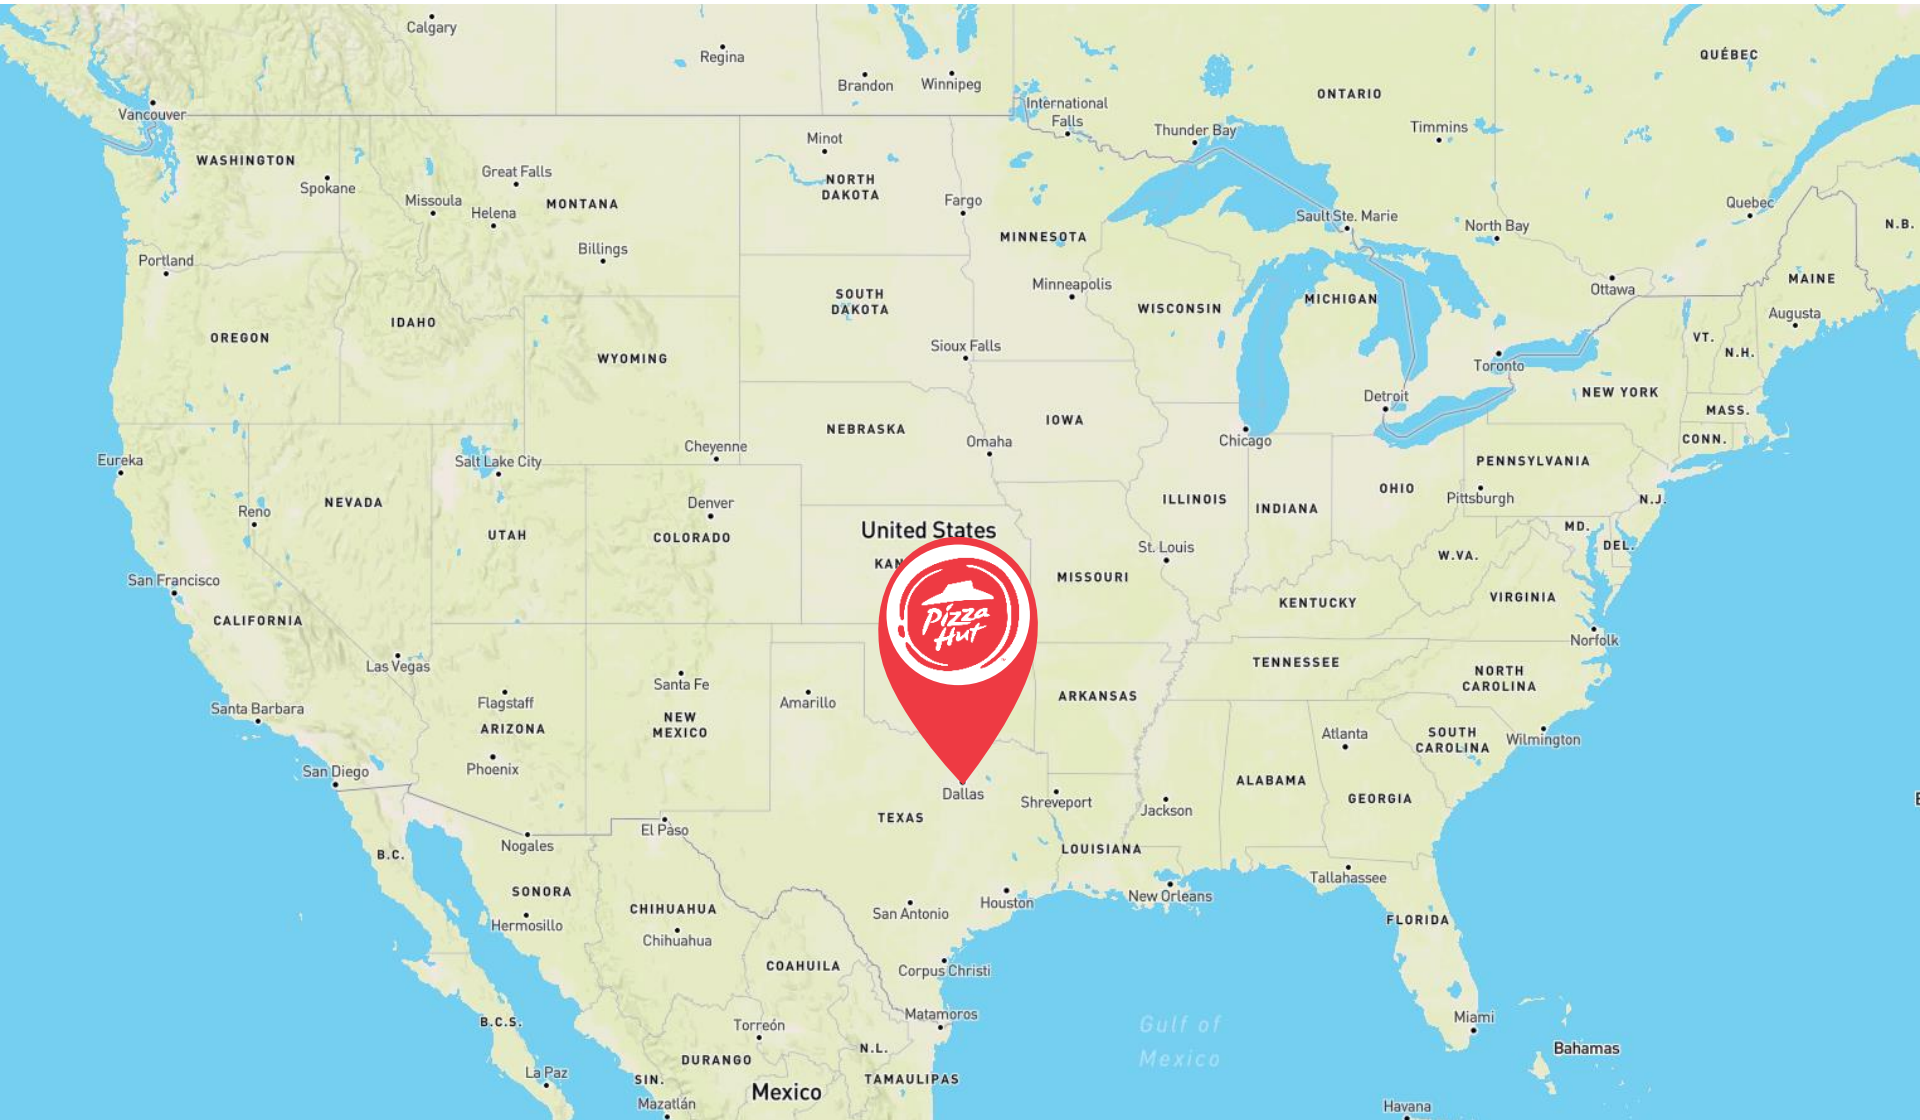 Calgary
Regina
Brandon
Winnipeg
QUÉBEC
ONTARIO
Vancouver
International
Falls
Thunder Bay
Timmins
Minot
WASHINGTON
Spokane
Great Falls
Missoula
Helena
MONTANA
NORTH
DAKOTA
Fargo
Sault Ste. Marie
North Bay
Quebec
N.B.
MINNESOTA
Portland
Billings
Minneapolis
Ottawa
MAINE
SOUTH
DAKOTA
WISCONSIN
MICHIGAN
Augusta
OREGON
IDAHO
Sioux Falls
VT.
N.H.
WYOMING
Toronto
Detroit
NEW YORK
MASS.
NEBRASKA
IOWA
Omaha
Chicago
CONN.
Eureka
Salt Lake City
Cheyenne
PENNSYLVANIA
NEVADA
Reno
Denver
ILLINOIS
INDIANA
OHIO
Pittsburgh
N.J.
UTAH
COLORADO
United States
MD.
DEL.
St. Louis
W.VA.
KAN
San Francisco
MISSOURI
KENTUCKY
VIRGINIA
CALIFORNIA
Pizza
Hut
Norfolk
Las Vegas
TENNESSEE
NORTH
CAROLINA
Santa Fe
Flagstaff
Amarillo
ARKANSAS
Santa Barbara
ARIZONA
NEW
MEXICO
Atlanta
SOUTH
CAROLINA
Wilmington
San Diego
Phoenix
ALABAMA
Dallas
Shreveport
Jackson
GEORGIA
TEXAS
El Paso
Nogales
B.C.
LOUISIANA
Tallahassee
SONORA
CHIHUAHUA
San Antonio
Houston
New Orleans
Hermosillo
Chihuahua
FLORIDA
COAHUILA
Corpus Christi
B.C.S.
Torreón
Matamoros
Gulf of
Mexico
Miami
DURANGO
N.L.
Bahamas
La Paz
SIN.
Mexico
TAMAULIPAS
Mazatlán
Havana